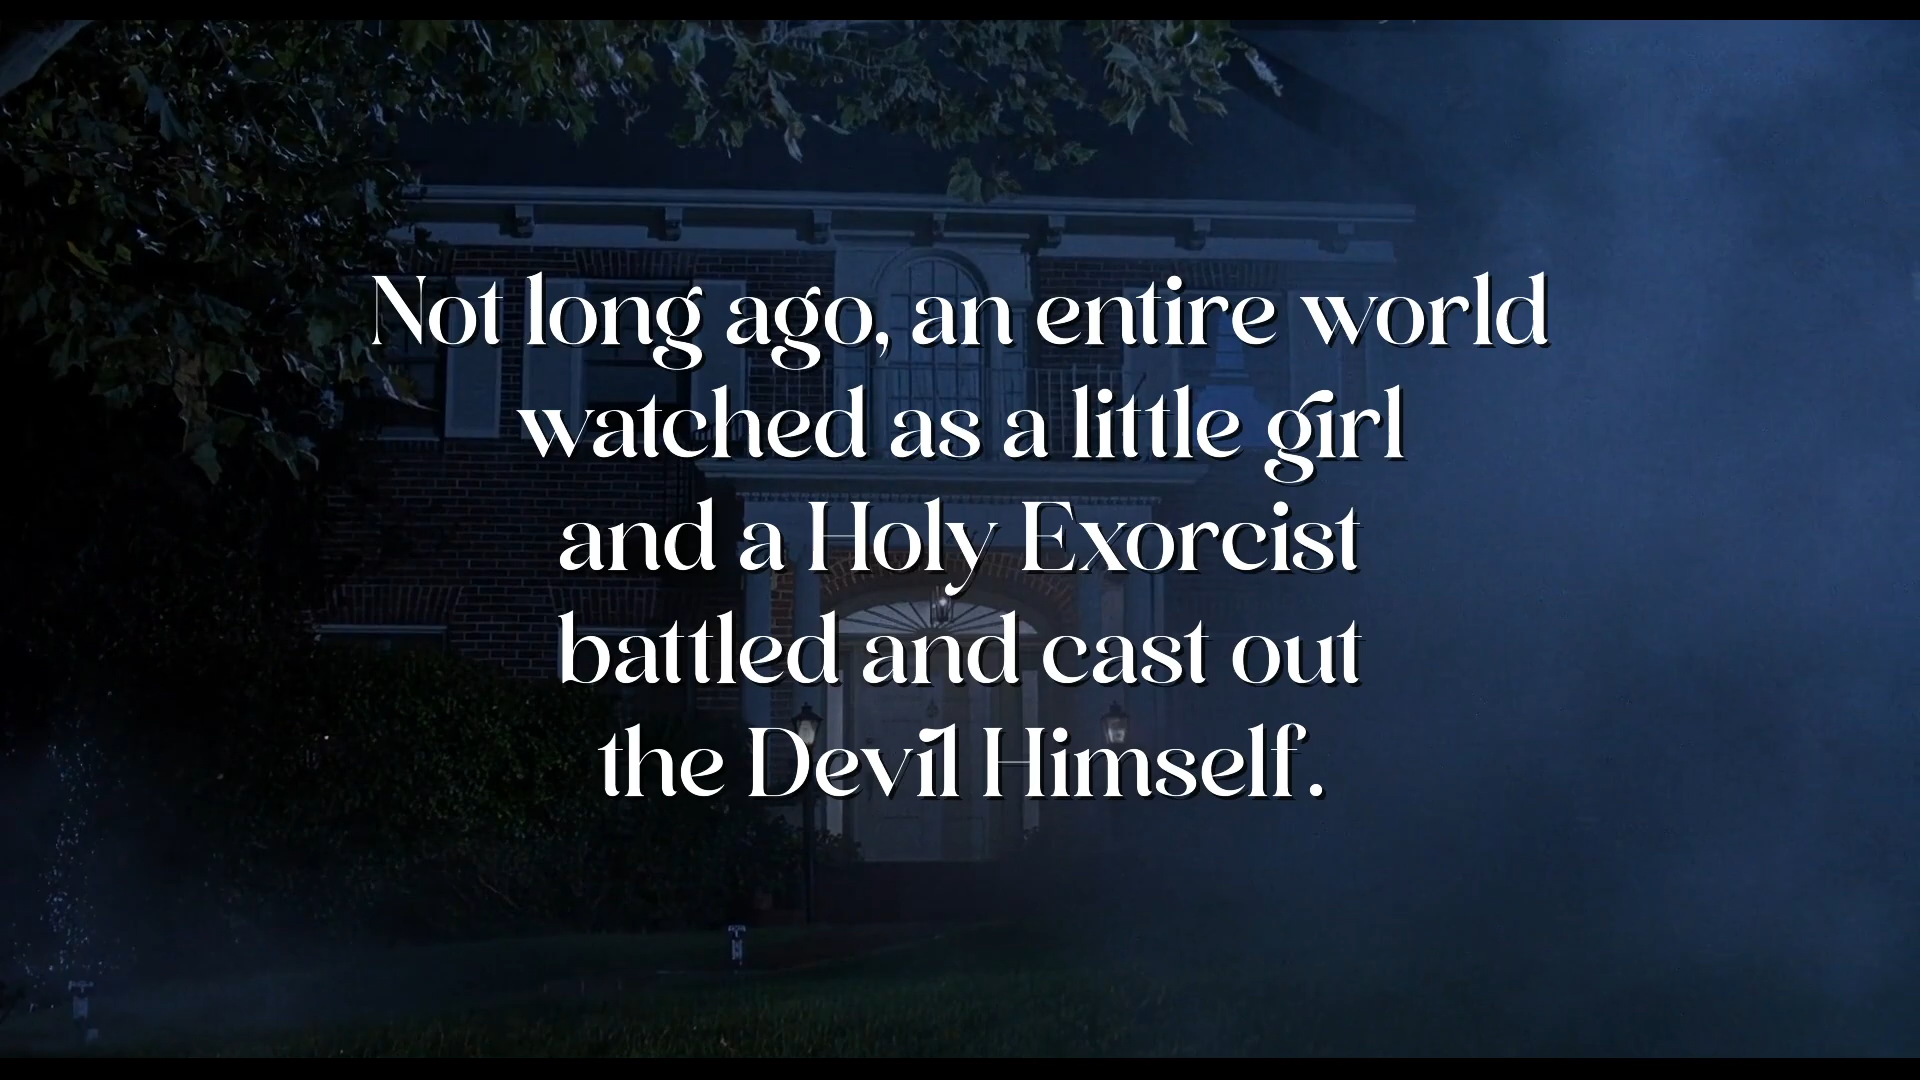 Not long ago, an entire world
watched as a little girl
and a Holy Exorcist
battled and cast out
the Devil Himself.